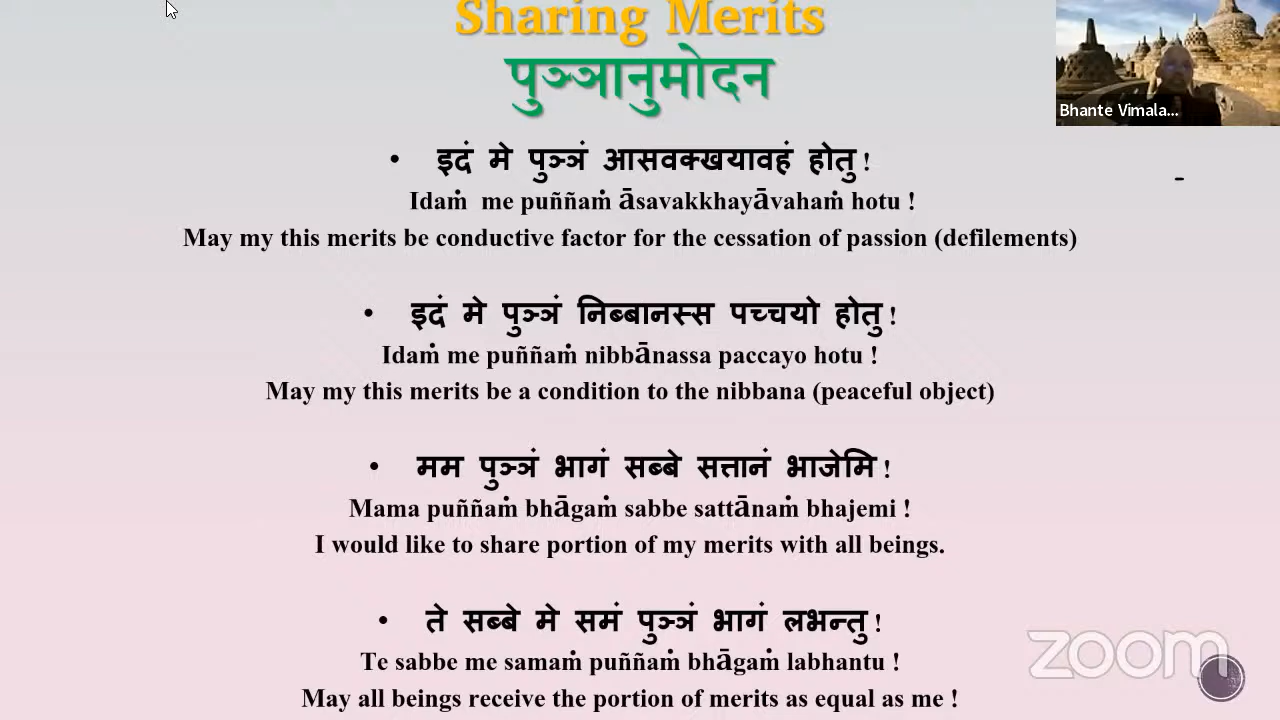 Sharing Merits
पुञ्ञानुमोदन
Bhante Vimala...
• इदं मे पुञ्ञं आसवक्खयावहं होतु !
Idaṁ me puññaṁ āsavakkhayāvahaṁ hotu !
May my this merits be conductive factor for the cessation of passion (defilements)
• इदं मे पुञ्ञं निब्बानस्स पच्चयो होतु !
Idaṁ me puññaṁ nibbānassa paccayo hotu !
May my this merits be a condition to the nibbana (peaceful object)
• मम पुञ्ञं भागं सब्बे सत्तानं भाजेमि !
Mama puññaṁ bhāgaṁ sabbe sattānaṁ bhajemi !
I would like to share portion of my merits with all beings.
• ते सब्बे मे समं पुञ्ञं भागं लभन्तु !
Te sabbe me samaṁ puññaṁ bhāgaṁ labhantu !
May all beings receive the portion of merits as equal as me !
zoom